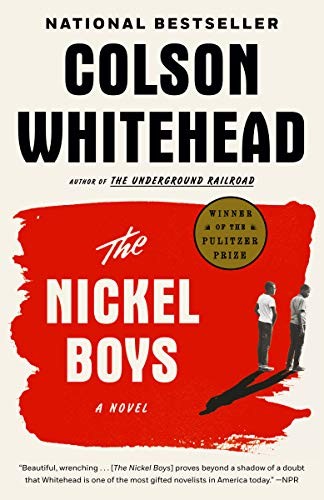 NATIONAL BESTSELLER
COLSON
WHITEHEAD
AUTHOR OF THE UNDERGROUND RAILROAD
WINNER
OF THE
PULITZER
PRIZE
The
NICKEL
BOYS
A NOVEL
"Beautiful, wrenching . . . [The Nickel Boys] proves beyond a shadow of a doubt
that Whitehead is one of the most gifted novelists in America today." —NPR